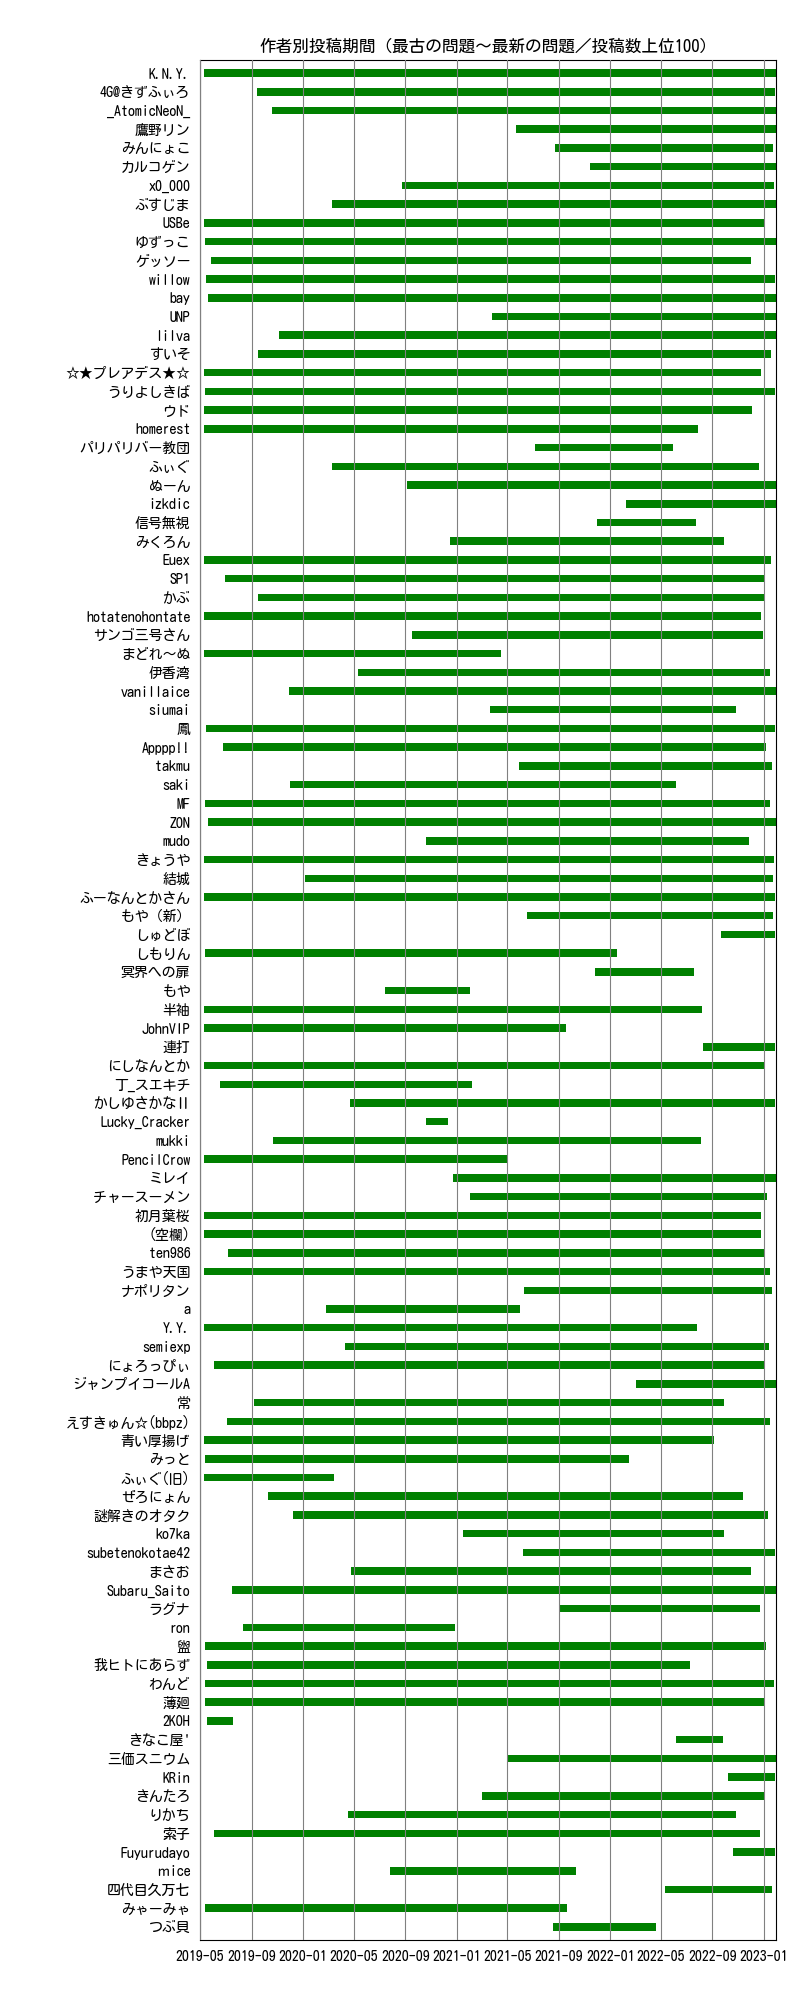 作者別投稿期間（最古の問題～最新の問題／投稿数上位100）
K.N.Y.
4G@きずふぃろ
_AtomicNeoN_
鷹野リン
みんにょこ
カルコゲン
x0_000
ぶすじま
USBe
ゆずっこ
ゲッソー
willow
bay
UNP
lilva
すいそ
☆★プレアデス★☆
うりよしきば
ウド
homerest
パリパリバー教団
ふぃぐ
ぬーん
izkdic
信号無視
みくろん
Euex
SP1
かぶ
hotatenohontate
サンゴ三号さん
まどれ～ぬ
伊香湾
vanillaice
siumai
鳳
AppppIl
takmu
saki
MF
ZON
mudo
きょうや
結城
ふーなんとかさん
もや（新）
しゅどぼ
しもりん
冥界への扉
もや
半袖
JohnVIP
連打
にしなんとか
丁_スエキチ
かしゆさかなⅡ
Lucky_Cracker
mukki
PencilCrow
ミレイ
チャースーメン
初月葉桜
(空欄)
ten986
うまや天国
ナポリタン
a
Y.Y.
semiexp
にょろっぴぃ
ジャンプイコールA
常
えすきゅん☆(bbpz)
青い厚揚げ
みっと
ふぃぐ(旧)
ぜろにょん
謎解きのオタク
ko7ka
subetenokotae42
まさお
Subaru_Saito
ラグナ
ron
盥
我ヒトにあらず
わんど
薄廻
2KOH
きなこ屋'
三価スニウム
KRin
きんたろ
りかち
索子
Fuyurudayo
mice
四代目久万七
みゃーみゃ
つぶ貝
2019-05 2019-09 2020-01 2020-05 2020-09 2021-01 2021-05 2021-09 2022-01 2022-05 2022-09 2023-01